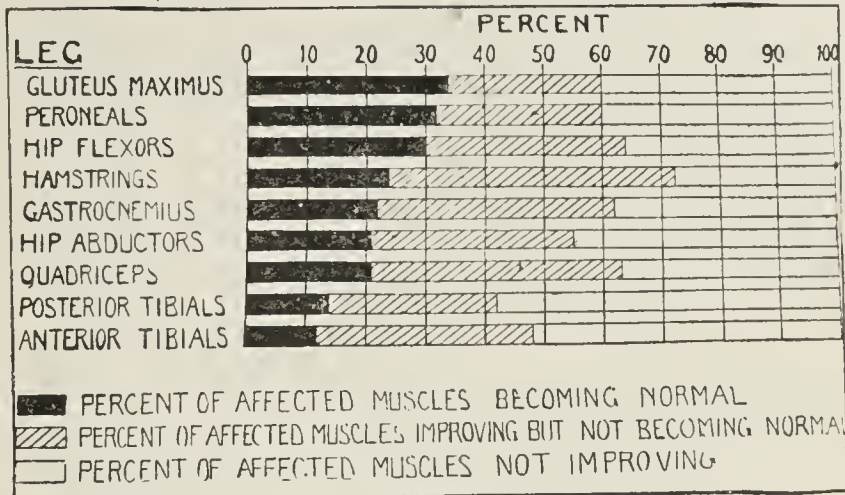 PERCENT
LEG
0 10 20 30 40 50 60 70 80 90 100
GLUTEUS MAXIMUS
PERONEALS
HIP FLEXORS
HAMSTRINGS
GASTROCNEMIUS
HIP ABDUCTORS
QUADRICEPS
POSTERIOR TIBIALS
ANTERIOR TIBIALS
PERCENT OF AFFECTED MUSCLES BECOMING NORMAL
PERCENT OF AFFECTED MUSCLES IMPROVING BUT NOT BECOMING NORMAL
PERCENT OF AFFECTED MUSCLES NOT IMPROVING